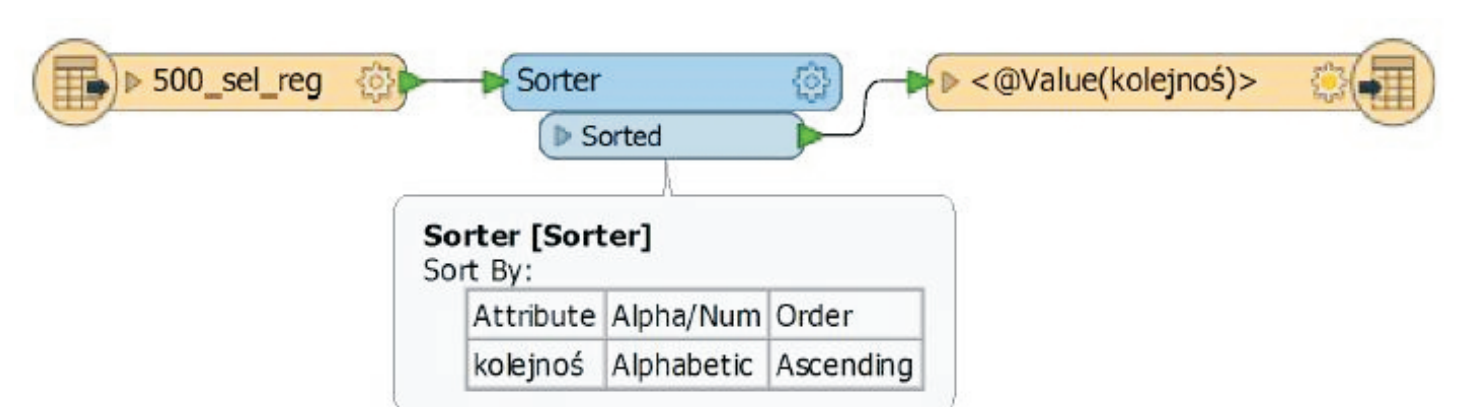 500_sel_reg
Sorter
<@Value(kolejnoś)>
Sorted
Sorter [Sorter]
Sort By:
Attribute Alpha/Num Order
kolejnoś Alphabetic Ascending